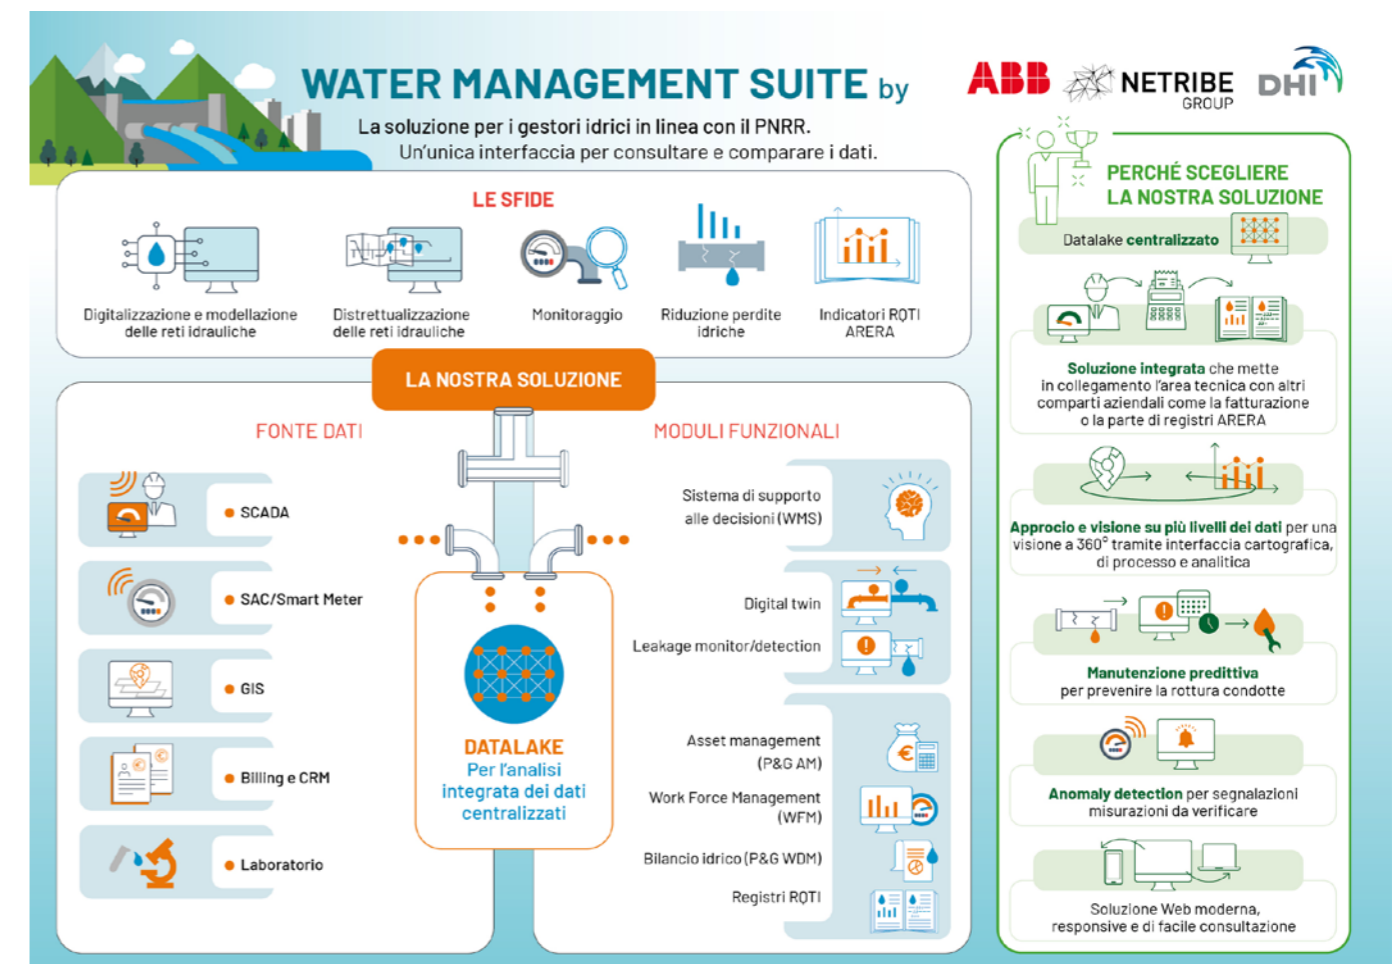 WATER MANAGEMENT SUITE by
ABB
NETRIBE
GROUP
DHI
La soluzione per i gestori idrici in linea con il PNRR.
Un'unica interfaccia per consultare e comparare i dati.
LE SFIDE
Digitalizzazione e modellazione
delle reti idrauliche
Distrettualizzazione
delle reti idrauliche
Monitoraggio
Riduzione perdite
idriche
Indicatori RQTI
ARERA
LA NOSTRA SOLUZIONE
FONTE DATI
SCADA
SAC/Smart Meter
GIS
Billing e CRM
Laboratorio
DATALAKE
Per l'analisi
integrata dei dati
centralizzati
MODULI FUNZIONALI
Sistema di supporto
alle decisioni (WMS)
Digital twin
Leakage monitor/detection
Asset management
(P&G AM)
Work Force Management
(WFM)
Bilancio idrico (P&G WDM)
Registri RQTI
PERCHÉ SCEGLIERE
LA NOSTRA SOLUZIONE
Datalake centralizzato
Soluzione integrata che mette
in collegamento l'area tecnica con altri
comparti aziendali come la fatturazione
o la parte di registri ARERA
Approcio e visione su più livelli dei dati per una
visione a 360° tramite interfaccia cartografica,
di processo e analitica
Manutenzione predittiva
per prevenire la rottura condotte
Anomaly detection per segnalazioni
misurazioni da verificare
Soluzione Web moderna,
responsive e di facile consultazione